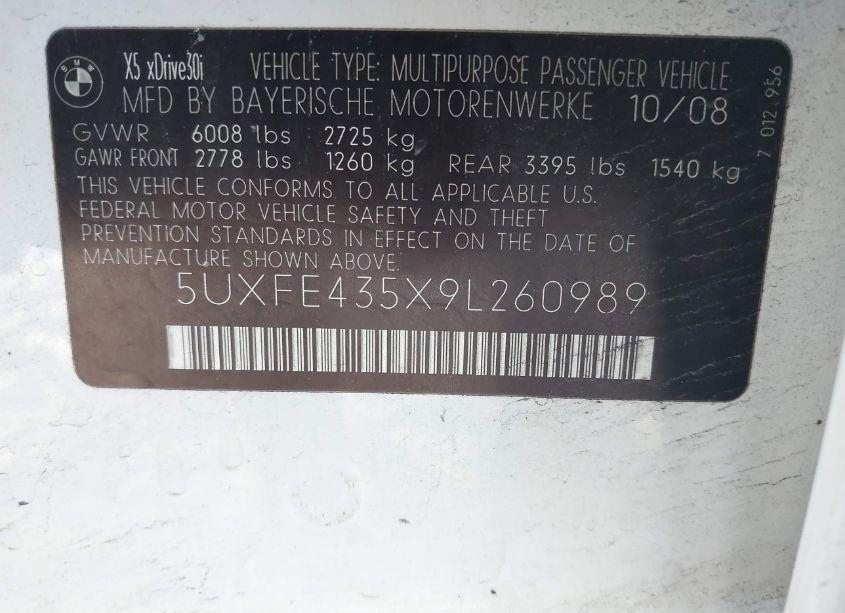 BMW
X5 xDrive30i VEHICLE TYPE: MULTIPURPOSE PASSENGER VEHICLE
MFD BY BAYERISCHE MOTORENWERKE 10/08
GVWR 6008 lbs 2725 kg
GAWR FRONT 2778 lbs 1260 kg REAR 3395 lbs 1540 kg
THIS VEHICLE CONFORMS TO ALL APPLICABLE U.S.
FEDERAL MOTOR VEHICLE SAFETY AND THEFT
PREVENTION STANDARDS IN EFFECT ON THE DATE OF
MANUFACTURE SHOWN ABOVE.
5UXFE435X9L260989
7 012 956